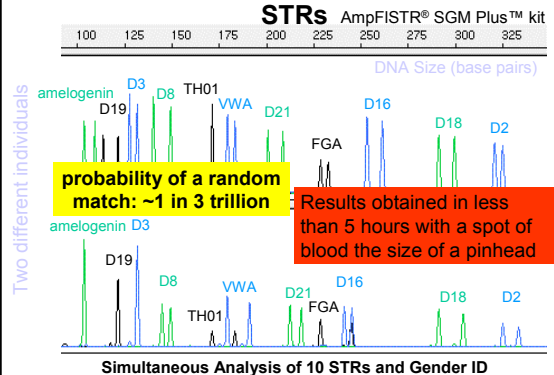 STRs AmpFlSTR® SGM Plus™ kit
100 125 150 175 200 225 250 275 300 325
DNA Size (base pairs)
Two different individuals
amelogenin D19 D3 D8 TH01 VWA D21 FGA D16 D18 D2
probability of a random
match: ~1 in 3 trillion
Results obtained in less
than 5 hours with a spot of
blood the size of a pinhead
amelogenin D19 D3 D8 TH01 VWA D21 FGA D16 D18 D2
Simultaneous Analysis of 10 STRs and Gender ID